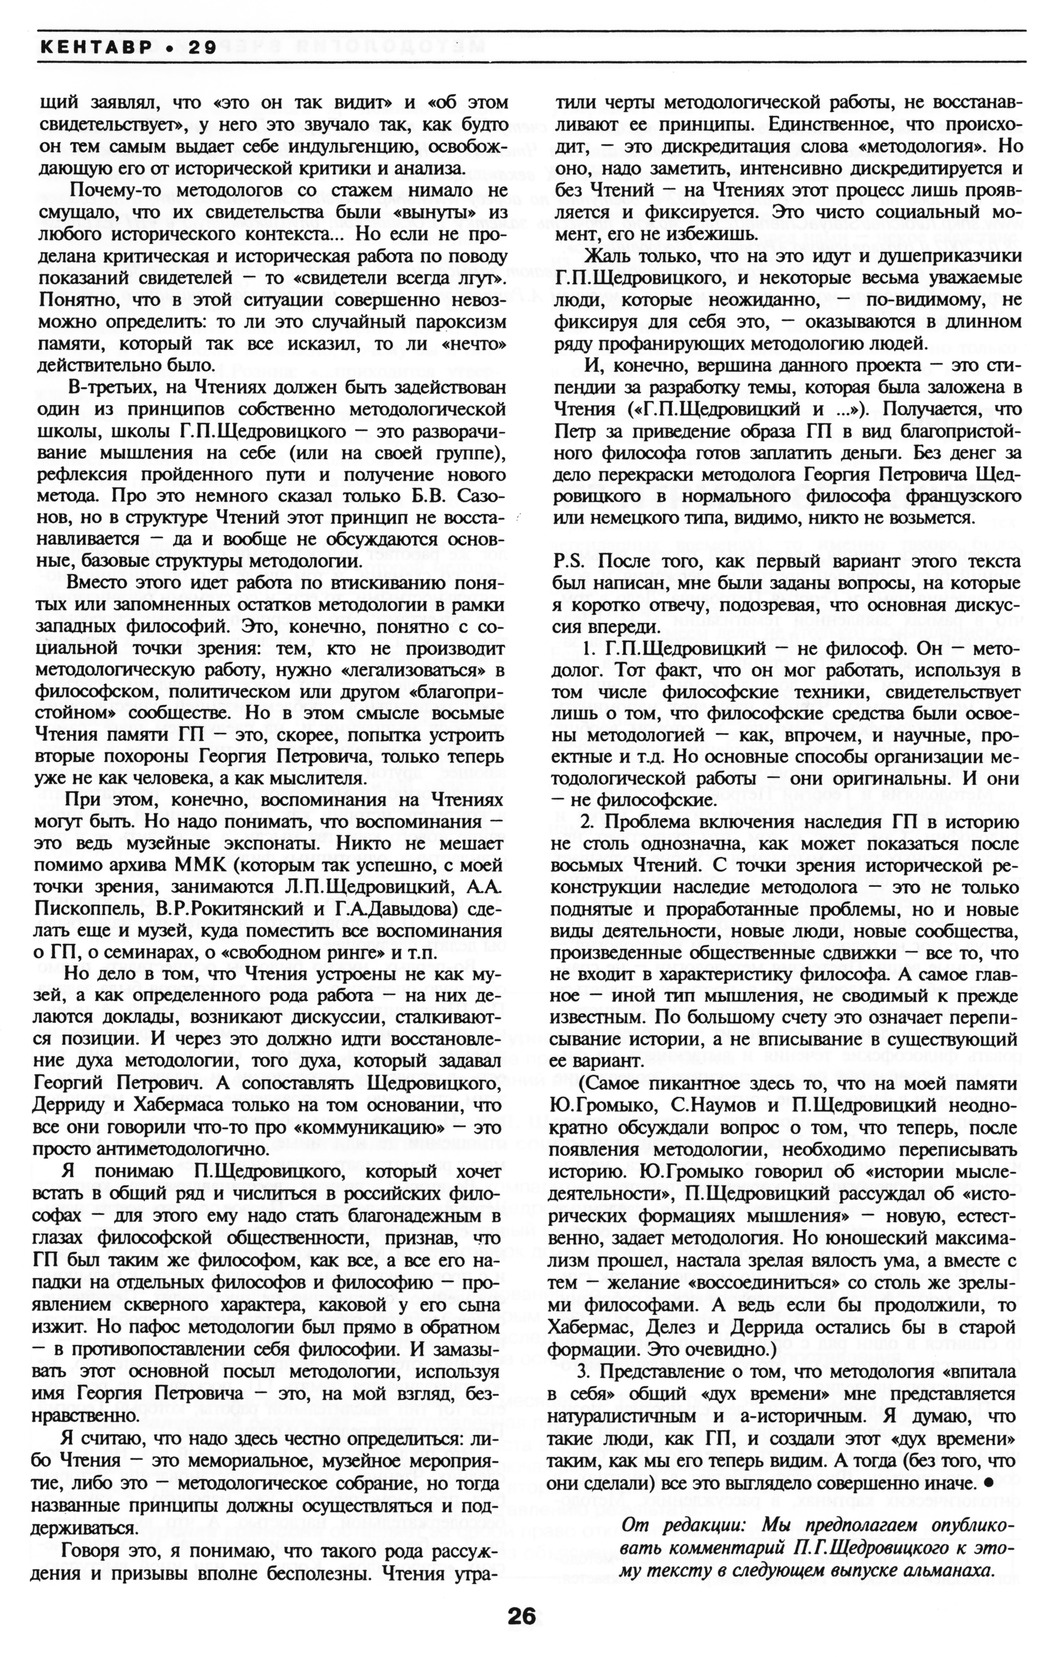 КЕНТАВР • 29
щий заявлял, что «это он так видит» и «об этом
свидетельствует», у него это звучало так, как будто
он тем самым выдает себе индульгенцию, освобож-
дающую его от исторической критики и анализа.
Почему-то методологов со стажем нимало не
смущало, что их свидетельства были «вынуты» из
любого исторического контекста... Но если не про-
делана критическая и историческая работа по поводу
показаний свидетелей — то «свидетели всегда лгут».
Понятно, что в этой ситуации совершенно невоз-
можно определить: то ли это случайный пароксизм
памяти, который так все исказил, то ли «нечто»
действительно было.
В-третьих, на Чтениях должен быть задействован
один из принципов собственно методологической
школы, школы Г.П.Щедровицкого — это разворачи-
вание мышления на себе (или на своей группе),
рефлексия пройденного пути и получение нового
метода. Про это немного сказал только Б.В. Сазо-
нов, но в структуре Чтений этот принцип не восста-
навливается — да и вообще не обсуждаются основ-
ные, базовые структуры методологии.
Вместо этого идет работа по втискиванию поня-
тых или запомненных остатков методологии в рамки
западных философий. Это, конечно, понятно с со-
циальной точки зрения: тем, кто не производит
методологическую работу, нужно «легализоваться» в
философском, политическом или другом «благопри-
стойном» сообществе. Но в этом смысле восьмые
Чтения памяти ГП — это, скорее, попытка устроить
вторые похороны Георгия Петровича, только теперь
уже не как человека, а как мыслителя.
При этом, конечно, воспоминания на Чтениях
могут быть. Но надо понимать, что воспоминания —
это ведь музейные экспонаты. Никто не мешает
помимо архива ММК (которым так успешно, с моей
точки зрения, занимаются Л.П.Щедровицкий, А.А.
Пископпель, В.Р.Рокитянский и Г.А.Давыдова) сде-
лать еще и музей, куда поместить все воспоминания
о ГП, о семинарах, о «свободном ринге» и т.п.
Но дело в том, что Чтения устроены не как му-
зей, а как определенного рода работа — на них де-
лаются доклады, возникают дискуссии, сталкивают-
ся позиции. И через это должно идти восстановле-
ние духа методологии, того духа, который задавал
Георгий Петрович. А сопоставлять Щедровицкого,
Дерриду и Хабермаса только на том основании, что
все они говорили что-то про «коммуникацию» — это
просто антиметодологично.
Я понимаю П.Щедровицкого, который хочет
встать в общий ряд и числиться в российских фило-
софах — для этого ему надо стать благонадежным в
глазах философской общественности, признав, что
ГП был таким же философом, как все, а все его на-
падки на отдельных философов и философию — про-
явлением скверного характера, каковой у его сына
изжит. Но пафос методологии был прямо в обратном
— в противопоставлении себя философии. И замазы-
вать этот основной посыл методологии, используя
имя Георгия Петровича — это, на мой взгляд, без-
нравственно.
Я считаю, что надо здесь честно определиться: ли-
бо Чтения — это мемориальное, музейное мероприя-
тие, либо это — методологическое собрание, но тогда
названные принципы должны осуществляться и под-
держиваться.
Говоря это, я понимаю, что такого рода рассуж-
дения и призывы вполне бесполезны. Чтения утра-
тили черты методологической работы, не восстанав-
ливают ее принципы. Единственное, что происхо-
дит, — это дискредитация слова «методология». Но
оно, надо заметить, интенсивно дискредитируется и
без Чтений — на Чтениях этот процесс лишь прояв-
ляется и фиксируется. Это чисто социальный мо-
мент, его не избежишь.
Жаль только, что на это идут и душеприказчики
Г.П.Щедровицкого, и некоторые весьма уважаемые
люди, которые неожиданно, — по-видимому, не
фиксируя для себя это, — оказываются в длинном
ряду профанирующих методологию людей.
И, конечно, вершина данного проекта — это сти-
пендии за разработку темы, которая была заложена в
Чтения («Г.П.Щедровицкий и ...»). Получается, что
Петр за приведение образа ГП в вид благопристой-
ного философа готов заплатить деньги. Без денег за
дело перекраски методолога Георгия Петровича Щед-
ровицкого в нормального философа французского
или немецкого типа, видимо, никто не возьмется.
P.S. После того, как первый вариант этого текста
был написан, мне были заданы вопросы, на которые
я коротко отвечу, подозревая, что основная дискус-
сия впереди.
1. Г.П.Щедровицкий — не философ. Он — мето-
долог. Тот факт, что он мог работать, используя в
том числе философские техники, свидетельствует
лишь о том, что философские средства были освое-
ны методологией — как, впрочем, и научные, про-
ектные и т.д. Но основные способы организации ме-
тодологической работы — они оригинальны. И они
— не философские.
2. Проблема включения наследия ГП в историю
не столь однозначна, как может показаться после
восьмых Чтений. С точки зрения исторической ре-
конструкции наследие методолога — это не только
поднятые и проработанные проблемы, но и новые
виды деятельности, новые люди, новые сообщества,
произведенные общественные сдвижки — все то, что
не входит в характеристику философа. А самое глав-
ное — иной тип мышления, не сводимый к прежде
известным. По большому счету это означает перепи-
сывание истории, а не вписывание в существующий
ее вариант.
(Самое пикантное здесь то, что на моей памяти
Ю.Громыко, С.Наумов и П.Щедровицкий неодно-
кратно обсуждали вопрос о том, что теперь, после
появления методологии, необходимо переписывать
историю. Ю.Громыко говорил об «истории мысле-
деятельности», П.Щедровицкий рассуждал об «исто-
рических формациях мышления» — новую, естест-
венно, задает методология. Но юношеский максима-
лизм прошел, настала зрелая вялость ума, а вместе с
тем — желание «воссоединиться» со столь же зрелы-
ми философами. А ведь если бы продолжили, то
Хабермас, Делез и Деррида остались бы в старой
формации. Это очевидно.)
3. Представление о том, что методология «впитала
в себя» общий «дух времени» мне представляется
натуралистичным и а-историчным. Я думаю, что
такие люди, как ГП, и создали этот «дух времени»
таким, как мы его теперь видим. А тогда (без того, что
они сделали) все это выглядело совершенно иначе. ●
От редакции: Мы предполагаем опублико-
вать комментарий П.Г.Щедровицкого к это-
му тексту в следующем выпуске альманаха.
26